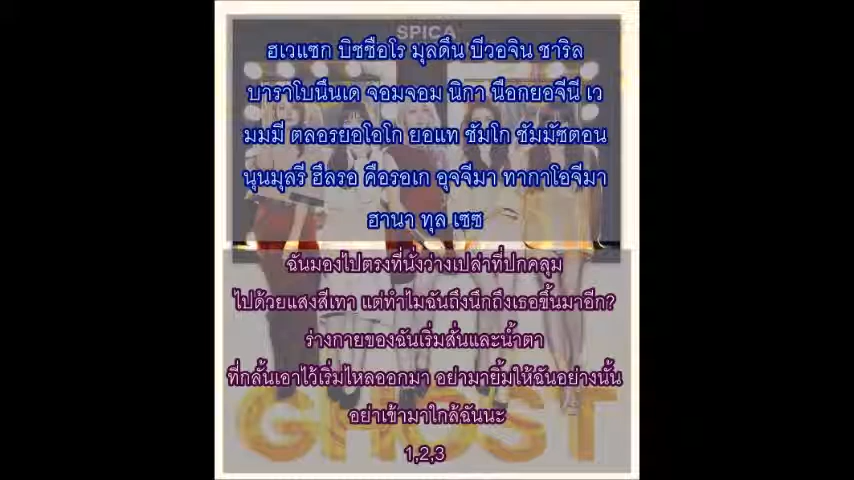 SPICA
ฮเวแซก บิชชือโร มุลดึน บีวอจิน ชาริล
บาราโบนึนเด จอมจอม นิกา นือกยอจีนี เว
มมมี ตลอรยอโอโก ยอแท ชัมโก ชัมมัซตอน
นุนมุลรี ฮึลรอ คือรอเก อุจจีมา ทากาโอจีมา
ฮานา ทุล เซซ
ฉันมองไปตรงที่นั่งว่างเปล่าที่ปกคลุม
ไปด้วยแสงสีเทา แต่ทำไมฉันถึงนึกถึงเธอขึ้นมาอีก?
ร่างกายของฉันเริ่มสั่นและน้ำตา
ที่กลั้นเอาไว้เริ่มไหลออกมา อย่ามายิ้มให้ฉันอย่างนั้น
อย่าเข้ามาใกล้ฉันนะ
GHOST
1,2,3